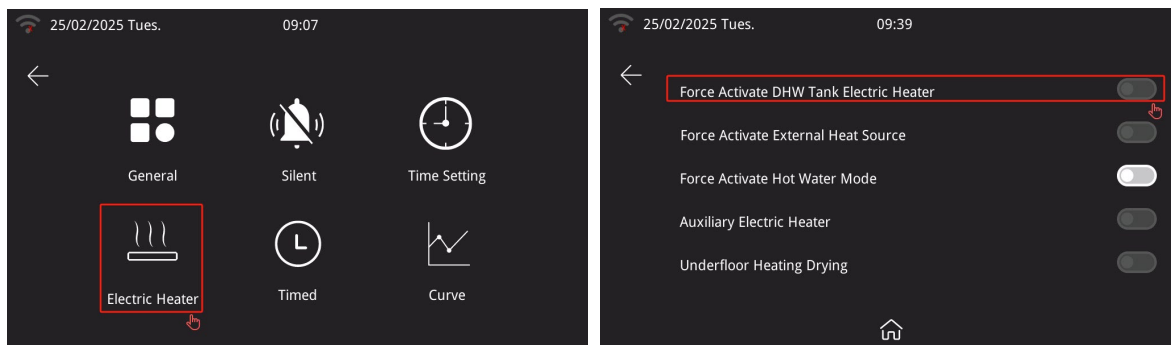 25/02/2025 Tues. 09:07
General Silent Time Setting
Electric Heater Timed Curve
25/02/2025 Tues. 09:39
Force Activate DHW Tank Electric Heater
Force Activate External Heat Source
Force Activate Hot Water Mode
Auxiliary Electric Heater
Underfloor Heating Drying